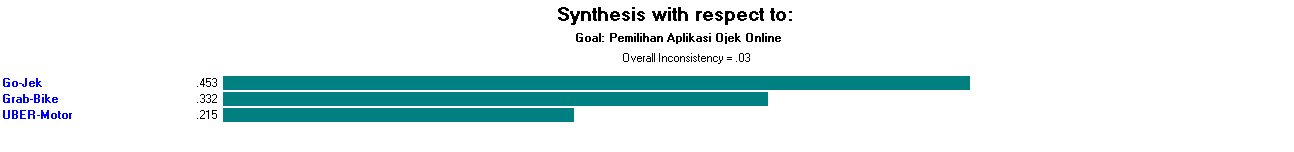 Synthesis with respect to:
Goal: Pemilihan Aplikasi Ojek Online
Overall Inconsistency = .03
Go-Jek .453
Grab-Bike .332
UBER-Motor .215